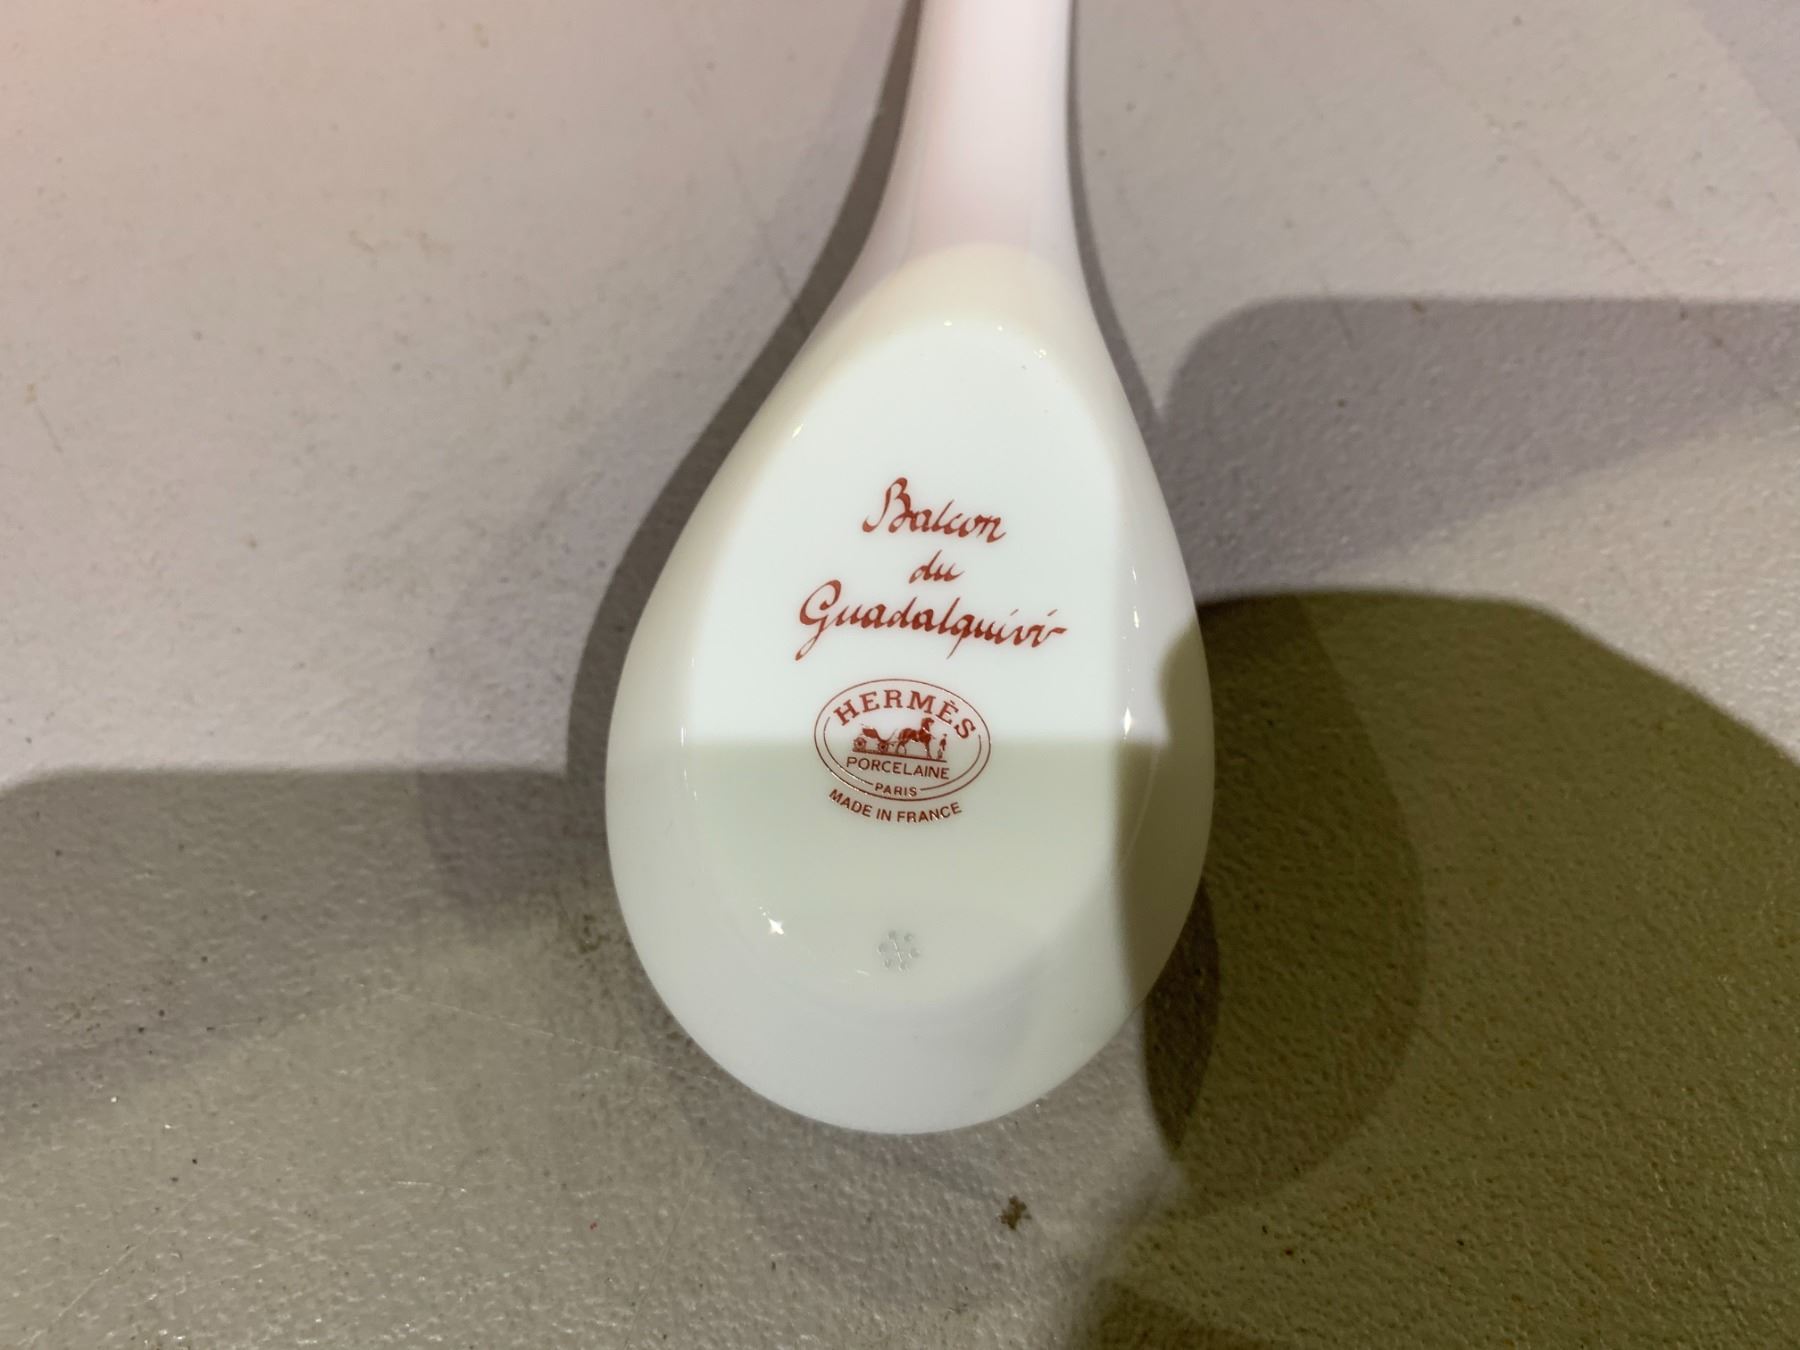 Balcon
du
Guadalquivir
HERMÈS
PORCELAINE
PARIS
MADE IN FRANCE